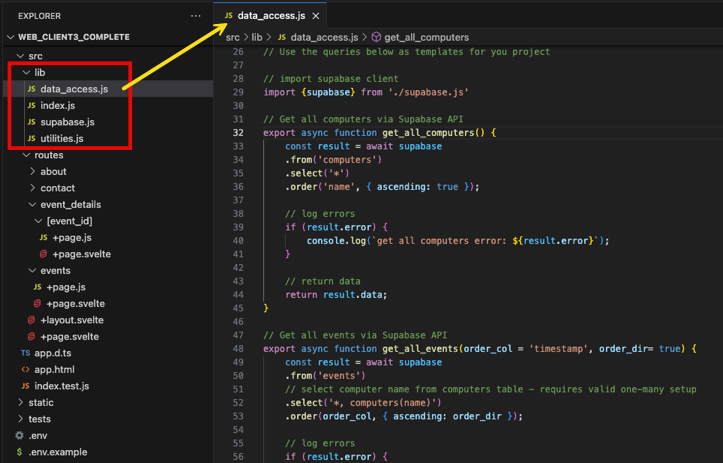 EXPLORER
...
WEB_CLIENT3_COMPLETE
src
lib
JS data_access.js
JS index.js
JS supabase.js
JS utilities.js
routes
about
contact
event_details
[event_id]
JS +page.js
+page.svelte
events
JS +page.js
+page.svelte
+layout.svelte
+page.svelte
TS app.d.ts
<> app.html
JS index.test.js
static
tests
.env
$ .env.example
JS data_access.js ×
src > lib > JS data_access.js > get_all_computers
26 // Use the queries below as templates for you project
27
28 // import supabase client
29 import {supabase} from './supabase.js'
30
31 // Get all computers via Supabase API
32 export async function get_all_computers() {
33 const result = await supabase
34 .from('computers')
35 .select('*')
36 .order('name', { ascending: true });
37
38 // log errors
39 if (result.error) {
40 console.log(`get all computers error: ${result.error}`);
41 }
42
43 // return data
44 return result.data;
45 }
46
47 // Get all events via Supabase API
48 export async function get_all_events(order_col = 'timestamp', order_dir= true) {
49 const result = await supabase
50 .from('events')
51 // select computer name from computers table - requires valid one-many setup
52 .select('*, computers(name)')
53 .order(order_col, { ascending: order_dir });
54
55 // log errors
56 if (result.error) {